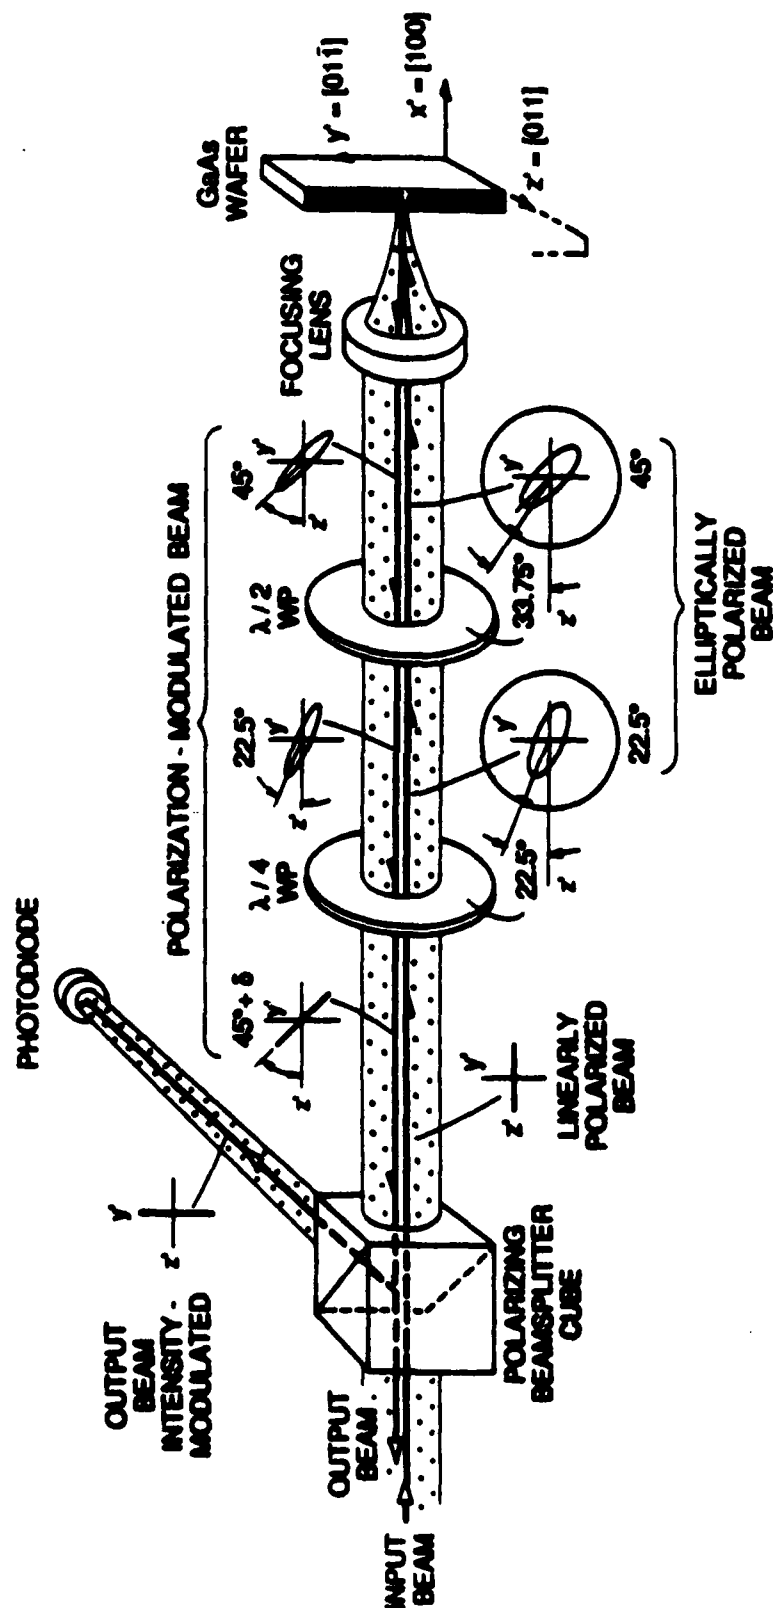 PHOTODIODE
OUTPUT
BEAM
INTENSITY -
MODULATED
y'
z'
POLARIZATION - MODULATED BEAM
45° + δ
y'
z'
λ / 4
WP
22.5°
y'
z'
λ / 2
WP
45°
y'
z'
FOCUSING
LENS
GaAs
WAFER
y' = [011̄]
x' = [100]
z' = [011]
OUTPUT
BEAM
INPUT
BEAM
POLARIZING
BEAMSPLITTER
CUBE
y'
z'
LINEARLY
POLARIZED
BEAM
22.5°
y'
z'
22.5°
33.75°
y'
z'
45°
ELLIPTICALLY
POLARIZED
BEAM